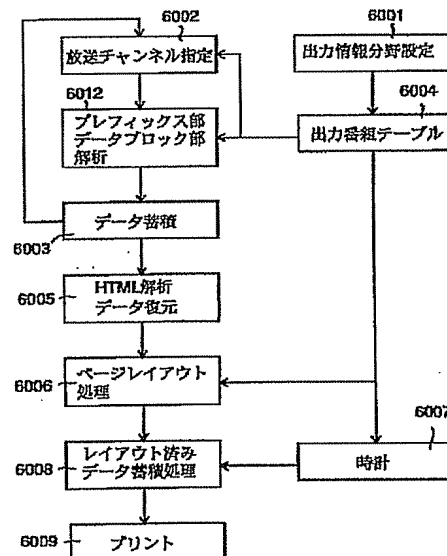 6002
放送チャンネル指定
6001
出力情報分野設定
6012
プレフィックス部
データブロック部
解析
6004
出力番組テーブル
データ蓄積
6003
6005
HTML解析
データ復元
6006
ページレイアウト
処理
6007
時計
6008
レイアウト済み
データ蓄積処理
6009
プリント